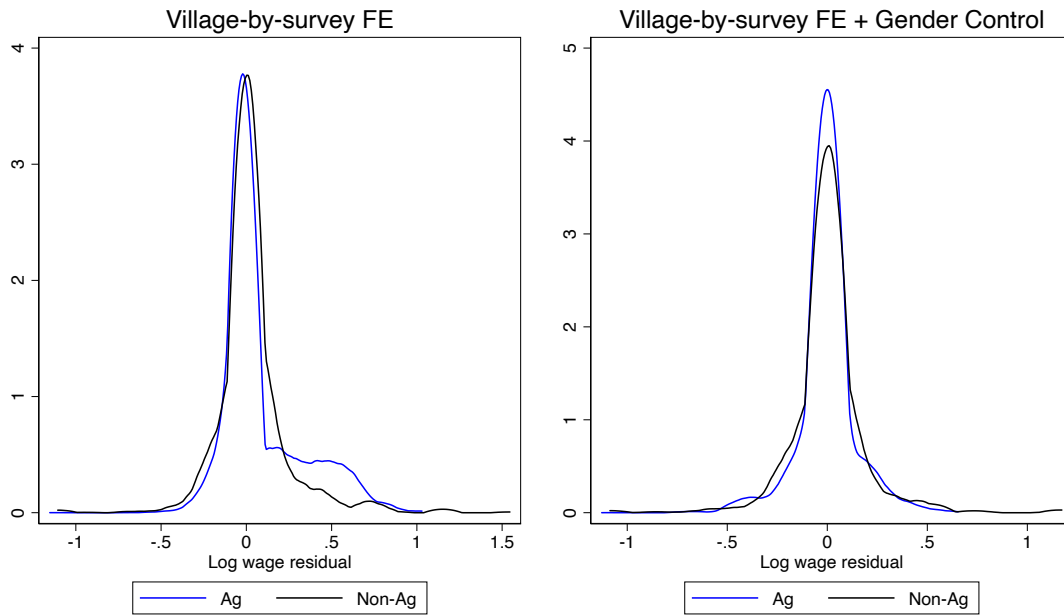 Village-by-survey FE
4
3
2
1
0
-1
-.5
0
.5
1
1.5
Log wage residual
Ag
Non-Ag
Village-by-survey FE + Gender Control
5
4
3
2
1
0
-1
-.5
0
.5
1
Log wage residual
Ag
Non-Ag